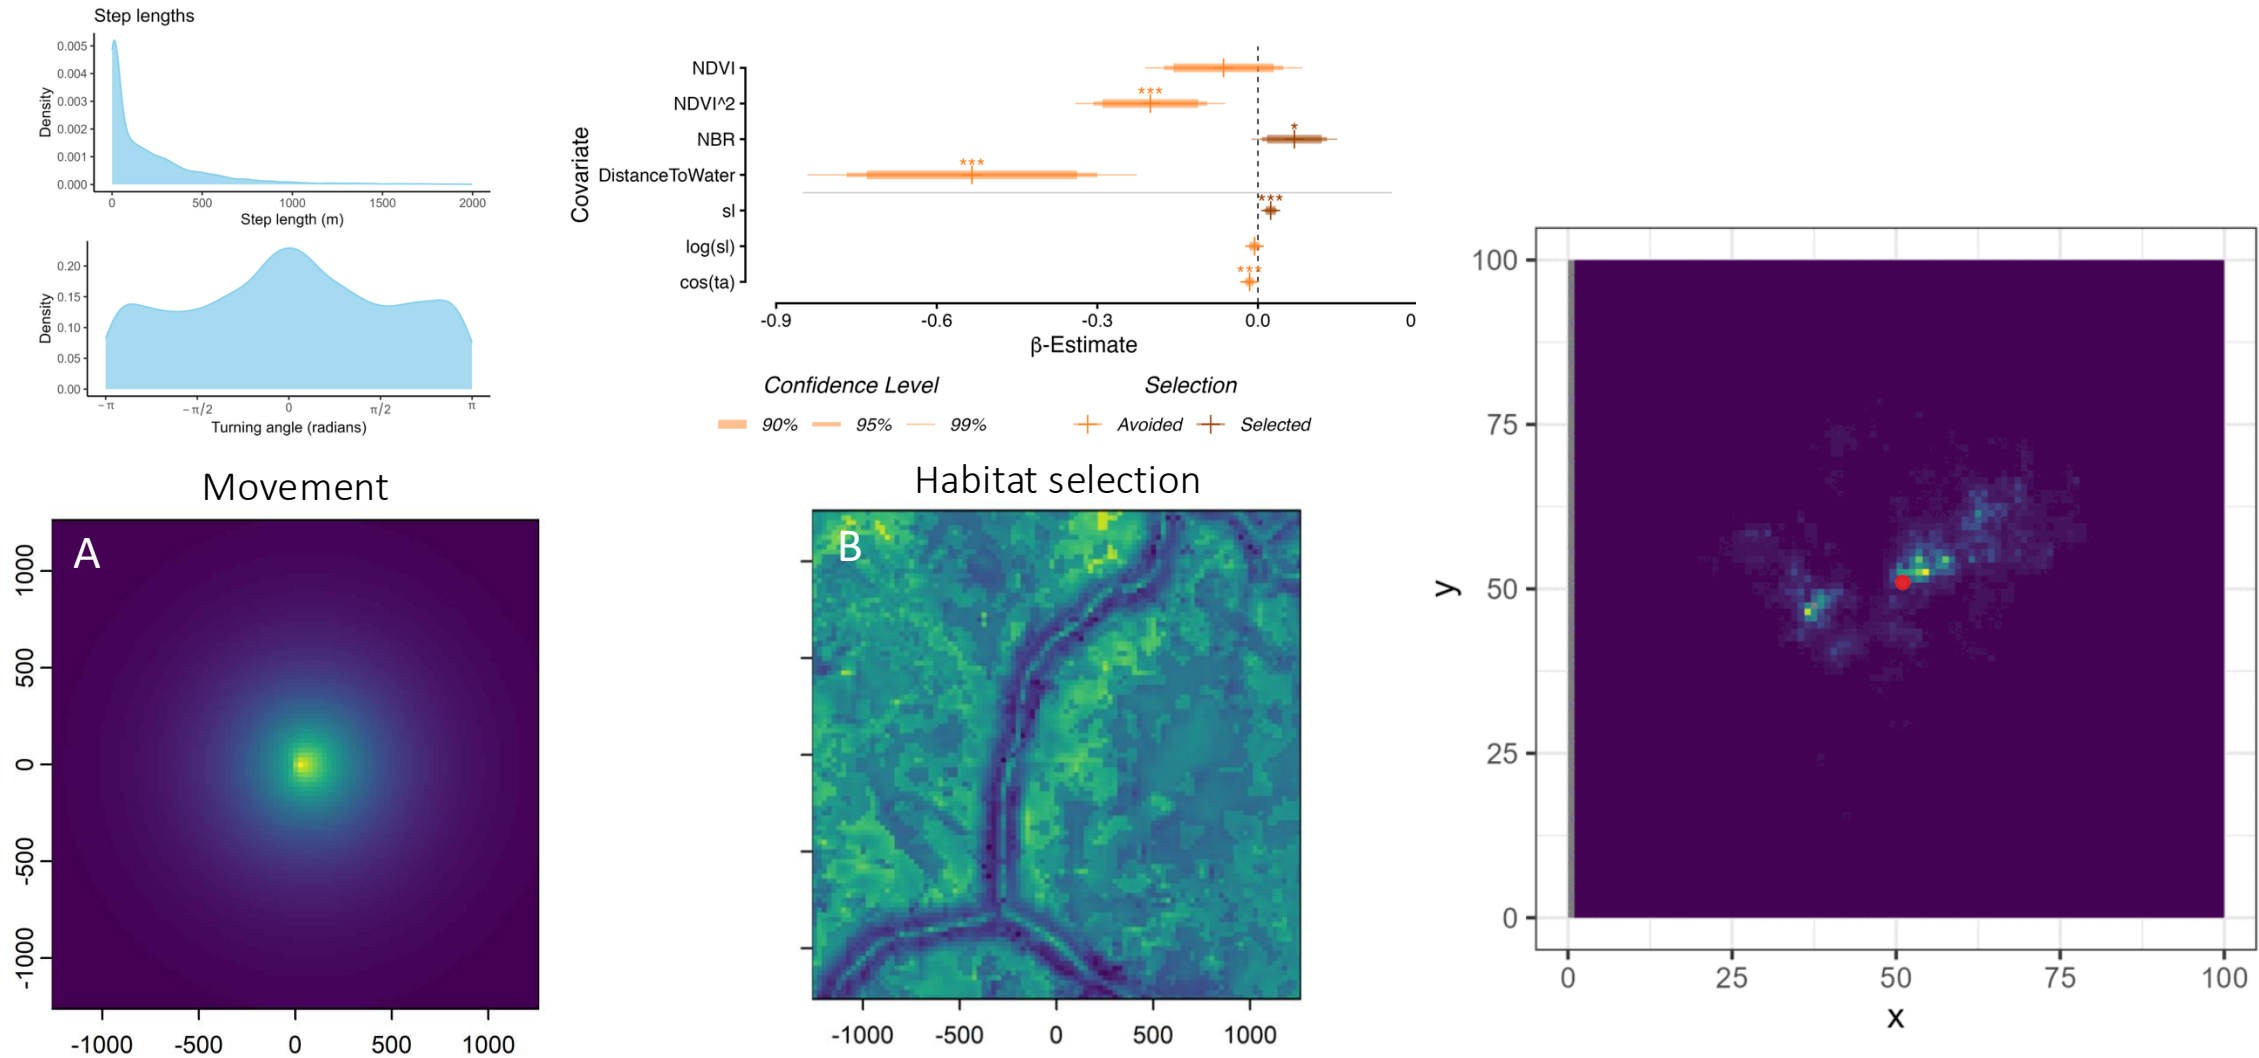 Step lengths
Density
0.005
0.004
0.003
0.002
0.001
0.000
0 500 1000 1500 2000
Step length (m)
Density
0.20
0.15
0.10
0.05
0.00
−π −π/2 0 π/2 π
Turning angle (radians)
Covariate
NDVI
NDVI^2
***
NBR
*
DistanceToWater
***
sl
***
log(sl)
cos(ta)
***
-0.9 -0.6 -0.3 0.0 0
β-Estimate
Confidence Level Selection
90% 95% 99% Avoided Selected
Movement
A
1000
500
0
-500
-1000
-1000 -500 0 500 1000
Habitat selection
B
-1000 -500 0 500 1000
y
100
75
50
25
0
0 25 50 75 100
x